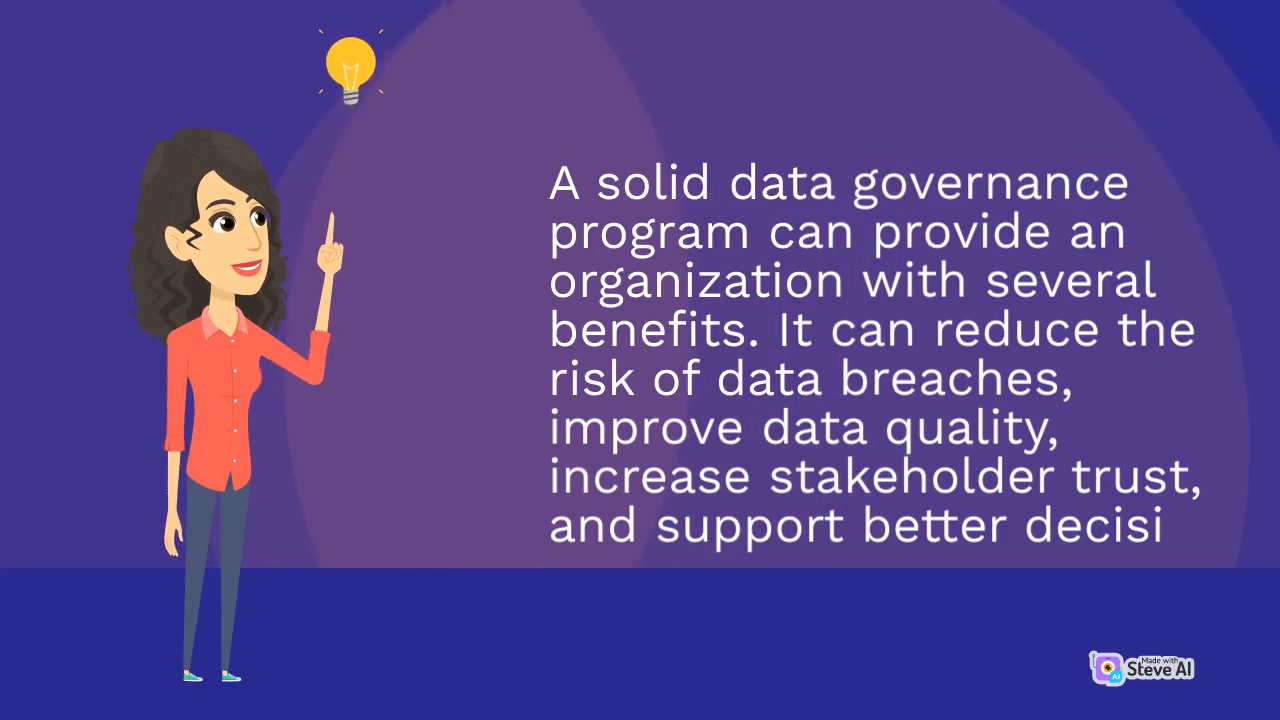 A solid data governance
program can provide an
organization with several
benefits. It can reduce the
risk of data breaches,
improve data quality,
increase stakeholder trust,
and support better decisi
Made with
Steve AI
AI